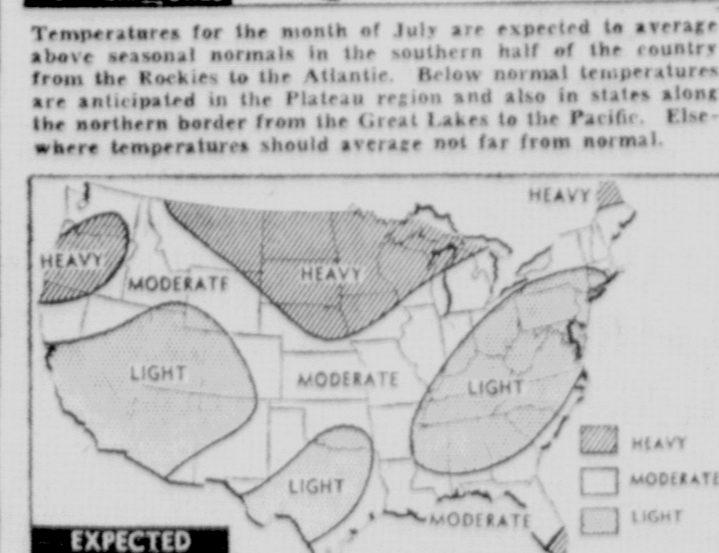 Temperatures for the month of July are expected to average
above seasonal normals in the southern half of the country
from the Rockies to the Atlantic. Below normal temperatures
are anticipated in the Plateau region and also in states along
the northern border from the Great Lakes to the Pacific. Else-
where temperatures should average not far from normal.
HEAVY
HEAVY
MODERATE
HEAVY
LIGHT
MODERATE
LIGHT
LIGHT
MODERATE
HEAVY
MODERATE
LIGHT
EXPECTED